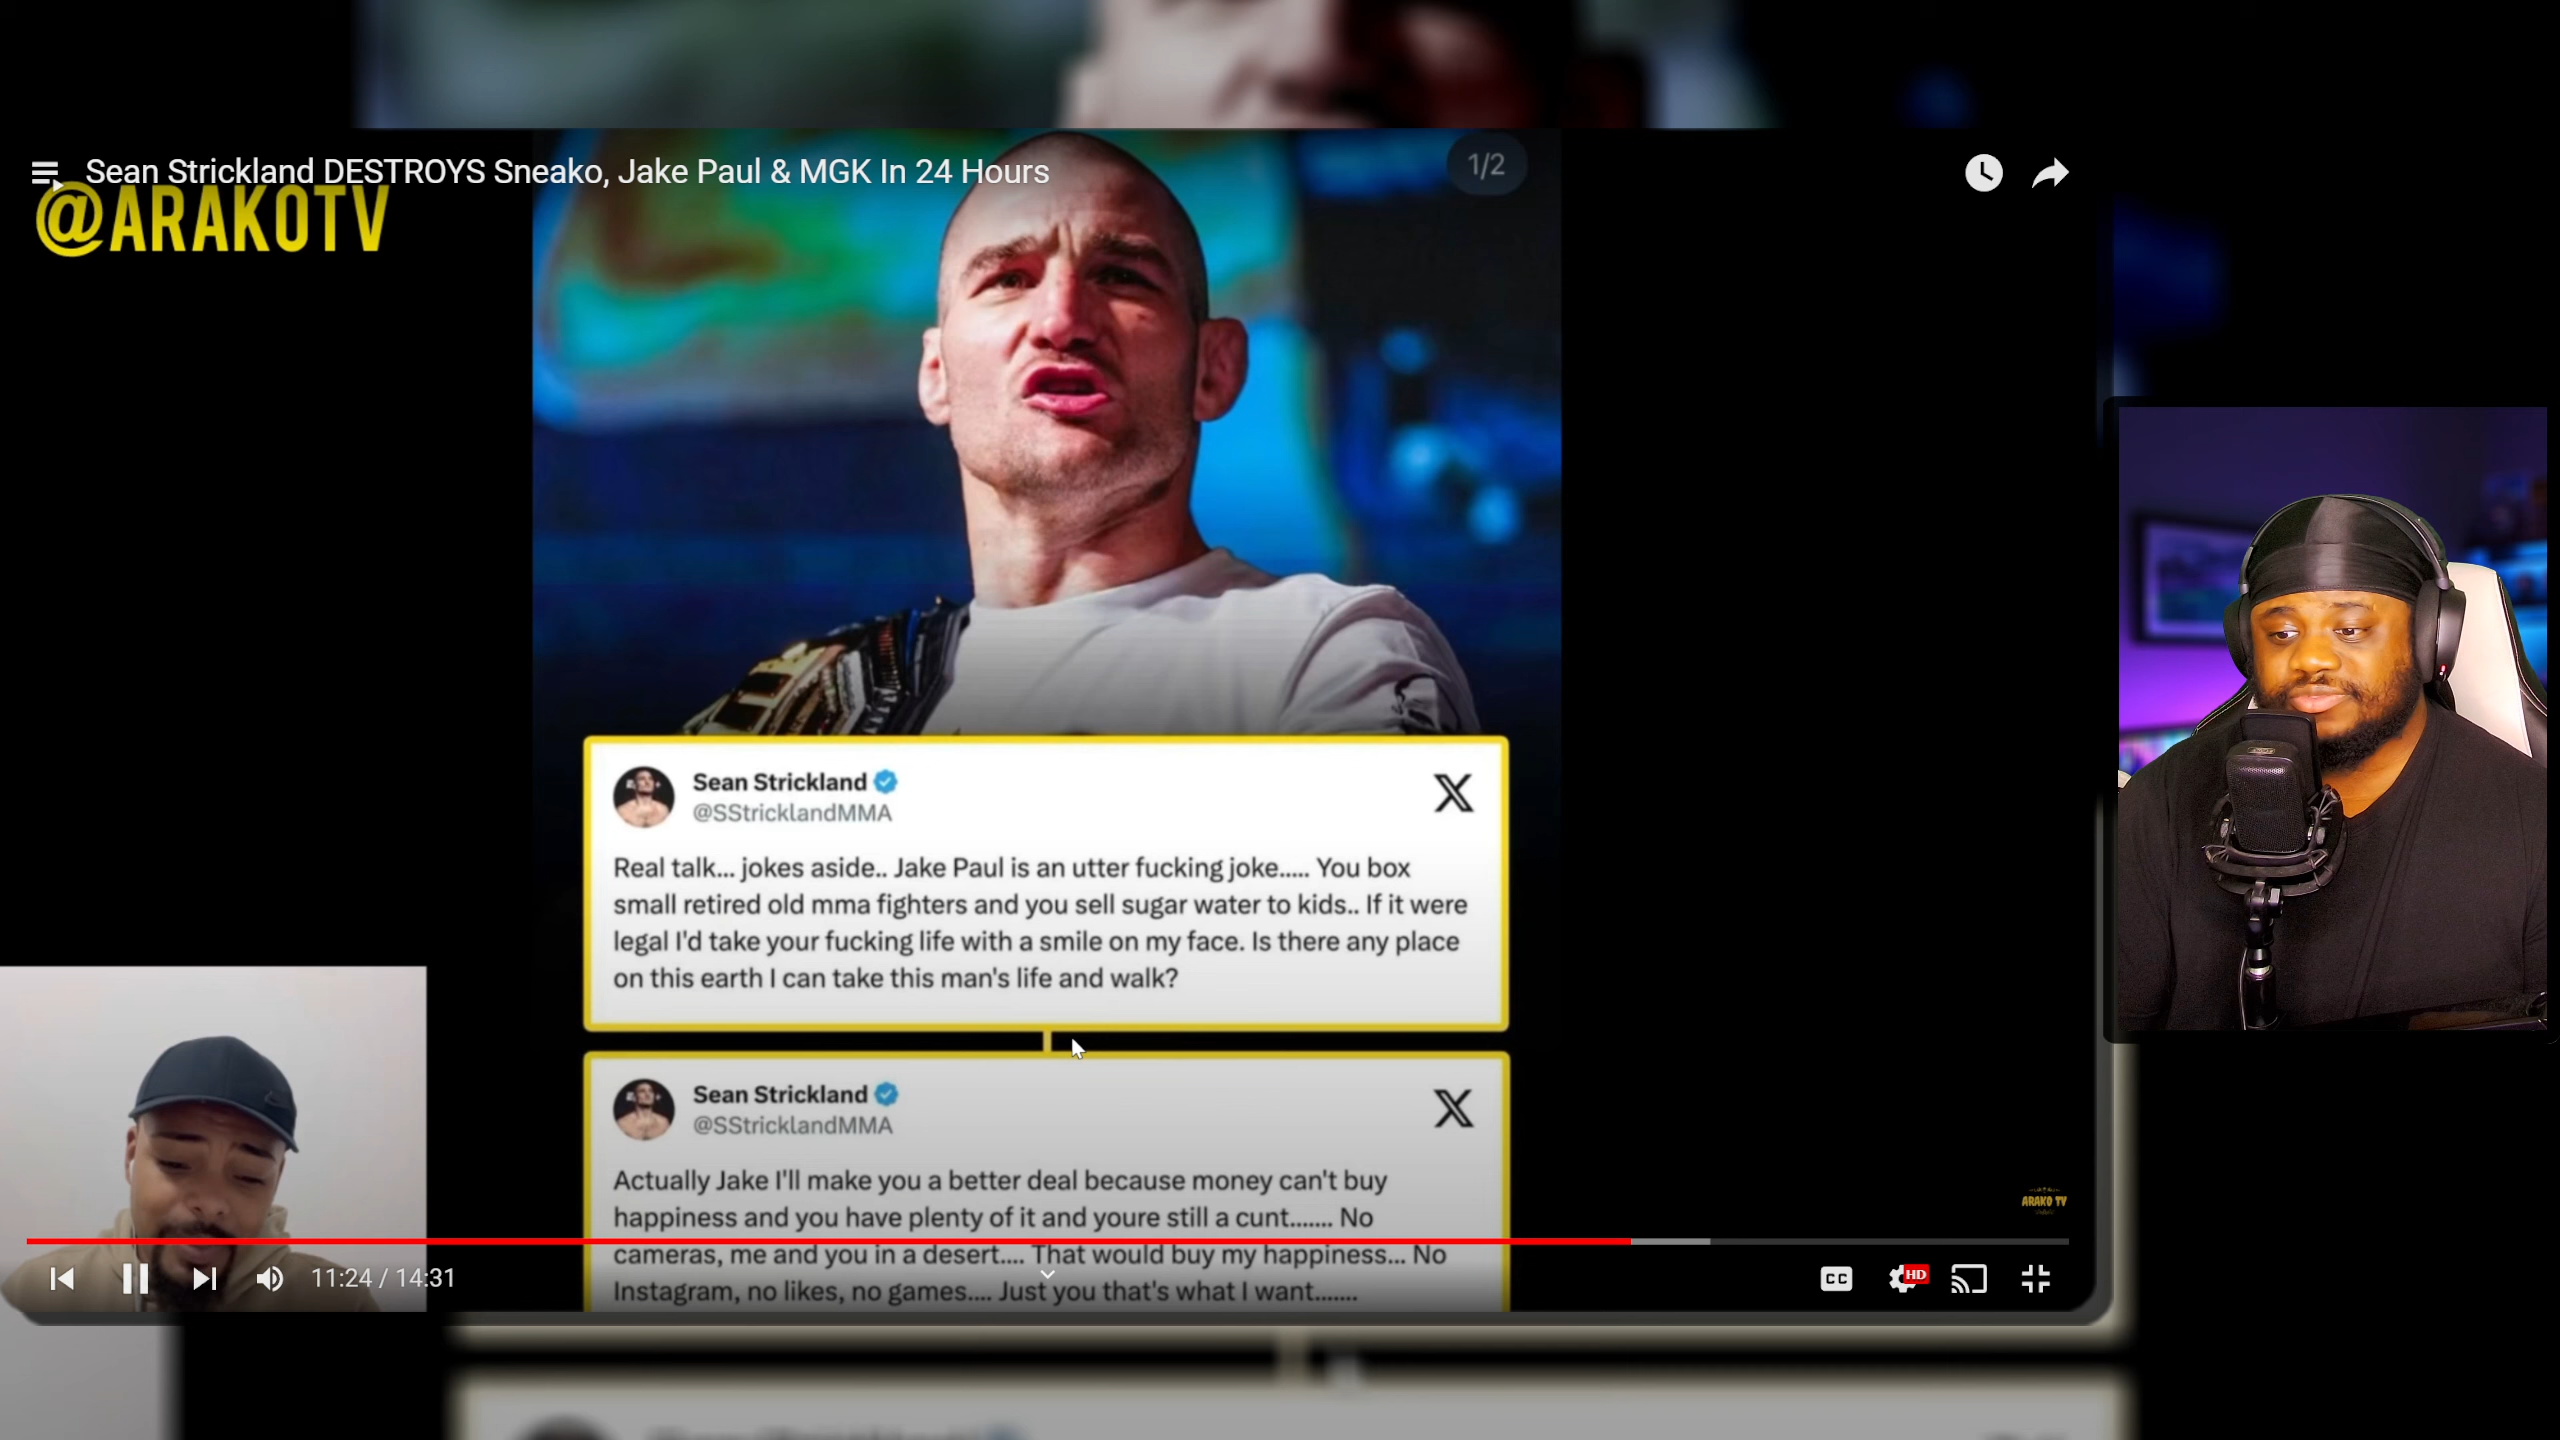 Sean Strickland DESTROYS Sneako, Jake Paul & MGK In 24 Hours
@ARAKOTV
1/2
Sean Strickland
@SStricklandMMA
X
Real talk... jokes aside.. Jake Paul is an utter fucking joke..... You box
small retired old mma fighters and you sell sugar water to kids.. If it were
legal I'd take your fucking life with a smile on my face. Is there any place
on this earth I can take this man's life and walk?
Sean Strickland
@SStricklandMMA
X
Actually Jake I'll make you a better deal because money can't buy
happiness and you have plenty of it and youre still a cunt....... No
cameras, me and you in a desert.... That would buy my happiness... No
Instagram, no likes, no games.... Just you that's what I want.......
ARAKO TV
11:24 / 14:31
CC
HD